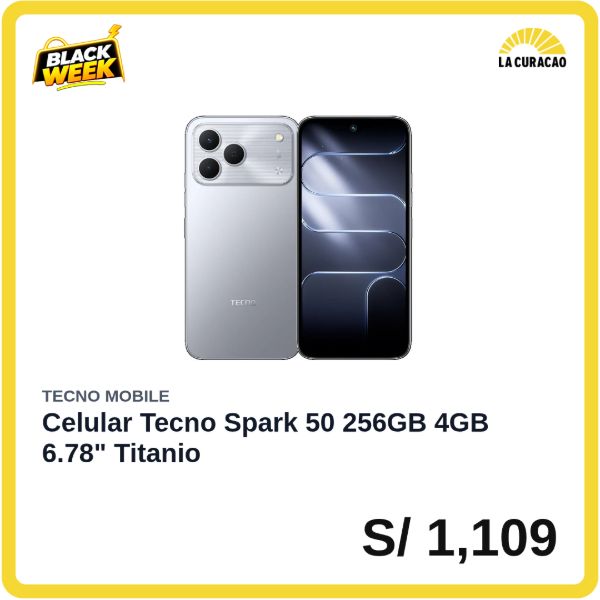 BLACK
WEEK
LA CURACAO
TECNO
TECNO MOBILE
Celular Tecno Spark 50 256GB 4GB
6.78" Titanio
S/ 1,109